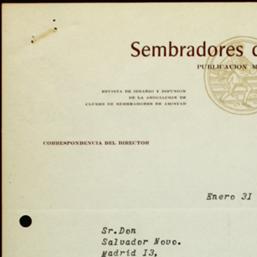 Sembradores d
PUBLICACION M
REVISTA DE IDEARIO Y DIFUSION
DE LA ASOCIACION DE
CLUBES DE SEMBRADORES DE AMISTAD
CORRESPONDENCIA DEL DIRECTOR
Enero 31
Sr.Don
Salvador Novo.
Madrid 13,